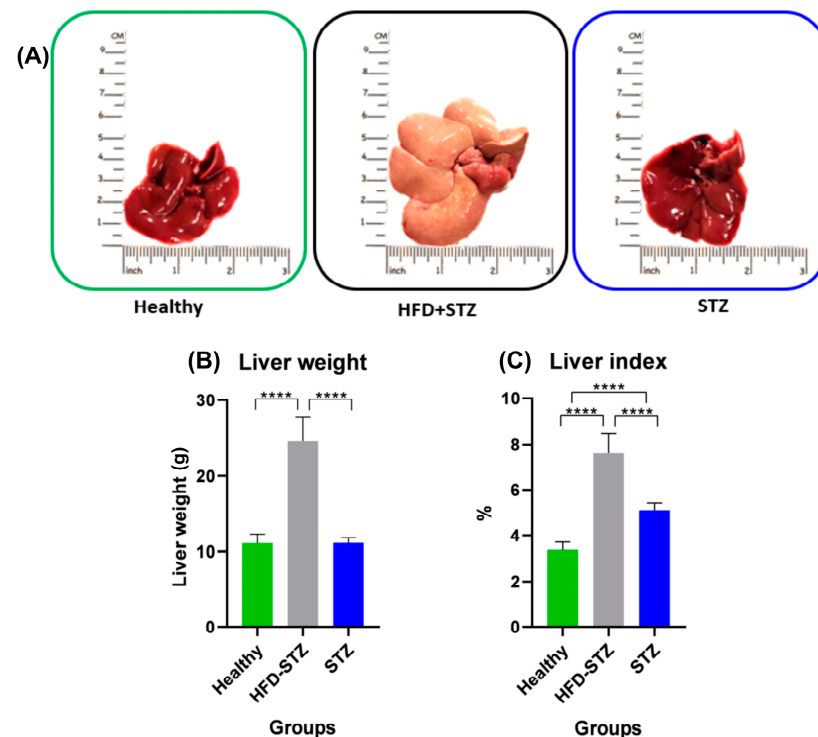 (A)
CM
9
8
7
6
5
4
3
2
1
inch 1 2 3
Healthy
CM
9
8
7
6
5
4
3
2
1
inch 1 2 3
HFD+STZ
CM
9
8
7
6
5
4
3
2
1
inch 1 2 3
STZ
(B) Liver weight
**** ****
30
20
10
0
Liver weight (g)
Healthy
HFD-STZ
STZ
Groups
(C) Liver index
****
**** ****
10
8
6
4
2
0
%
Healthy
HFD-STZ
STZ
Groups